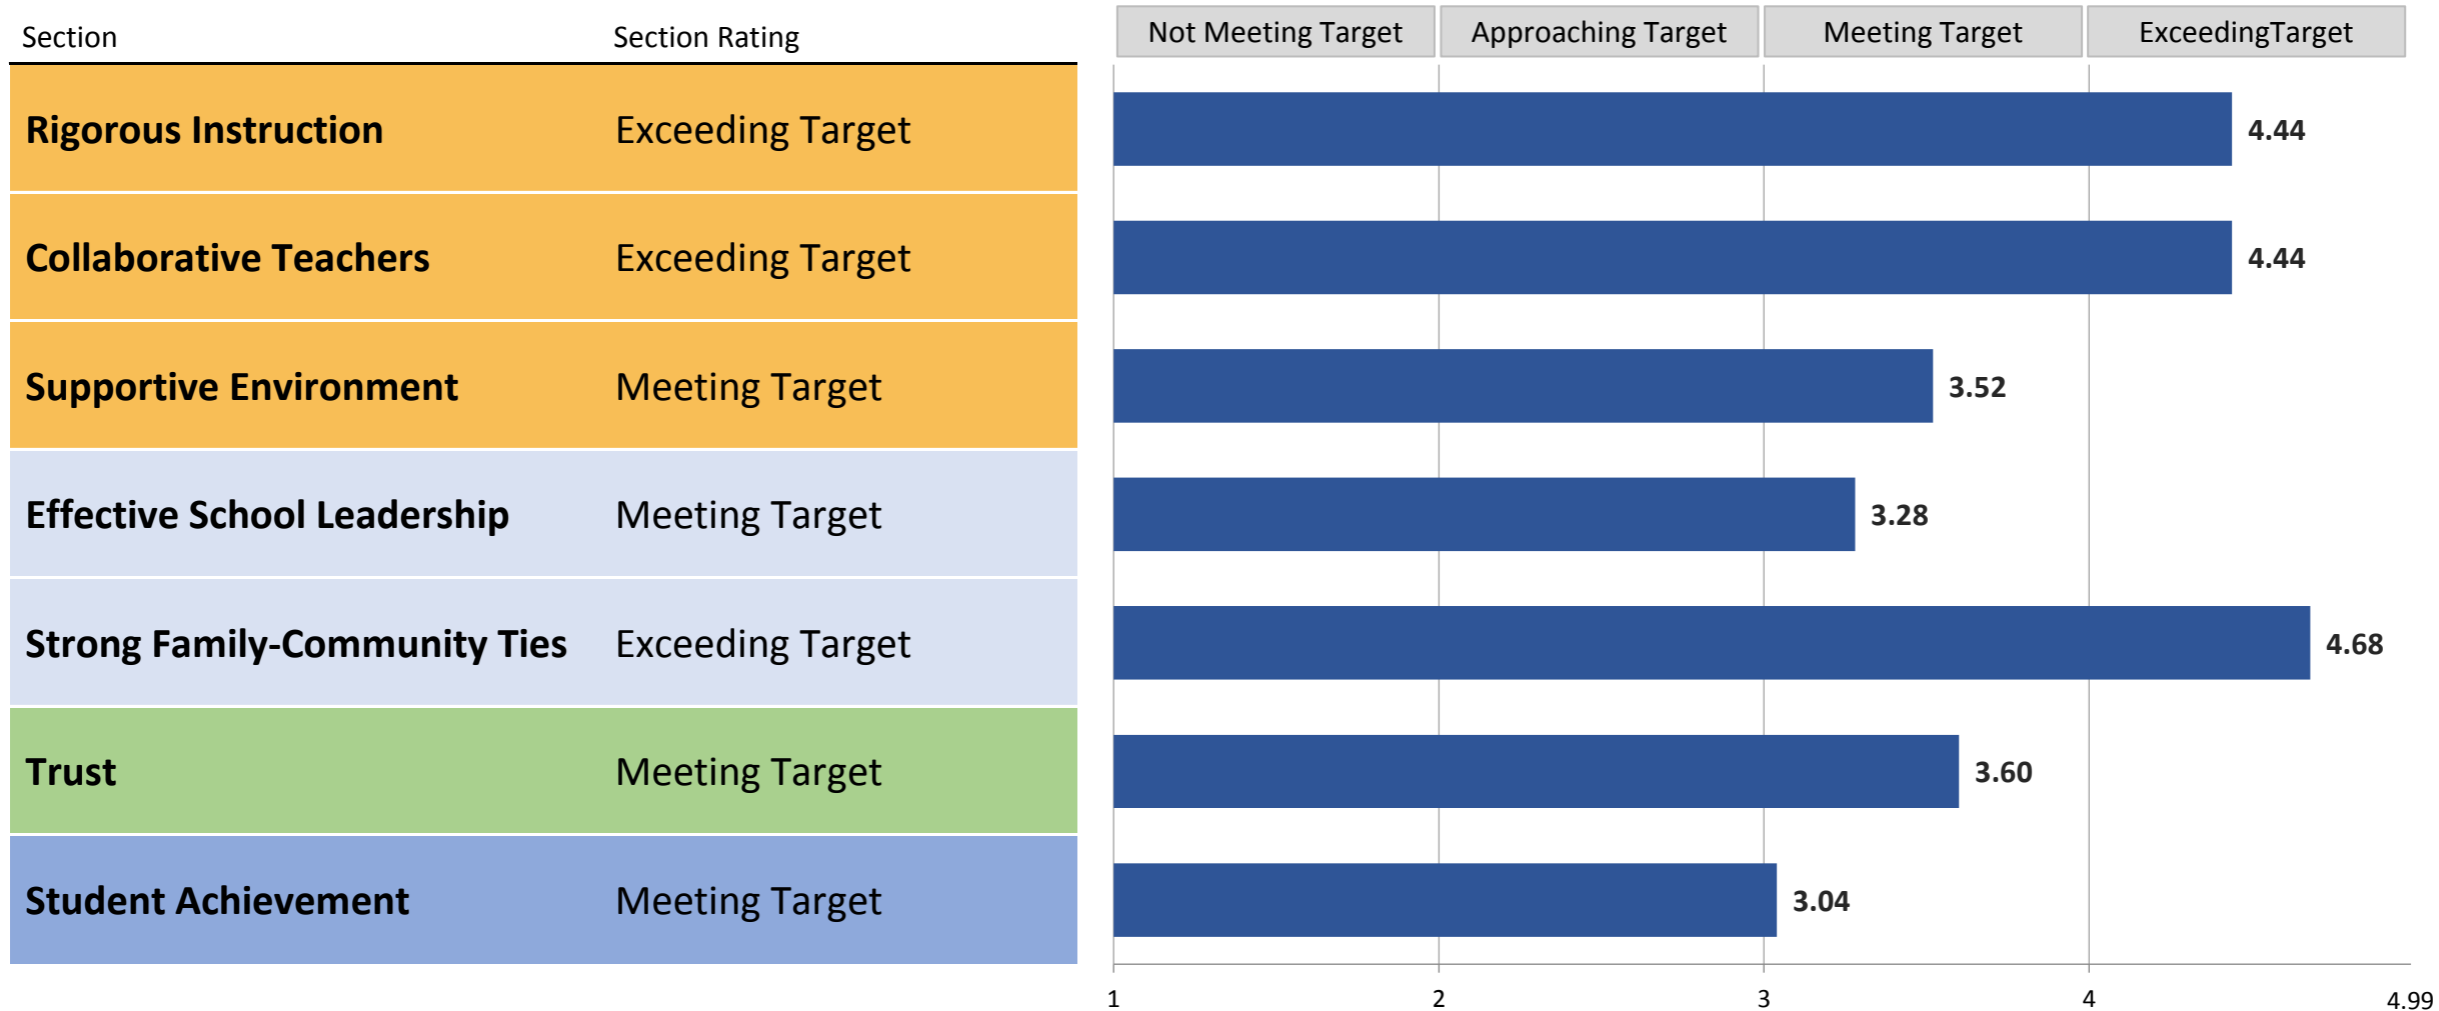 Section Section Rating Not Meeting Target Approaching Target Meeting Target ExceedingTarget
Rigorous Instruction Exceeding Target 4.44
Collaborative Teachers Exceeding Target 4.44
Supportive Environment Meeting Target 3.52
Effective School Leadership Meeting Target 3.28
Strong Family-Community Ties Exceeding Target 4.68
Trust Meeting Target 3.60
Student Achievement Meeting Target 3.04
1 2 3 4 4.99